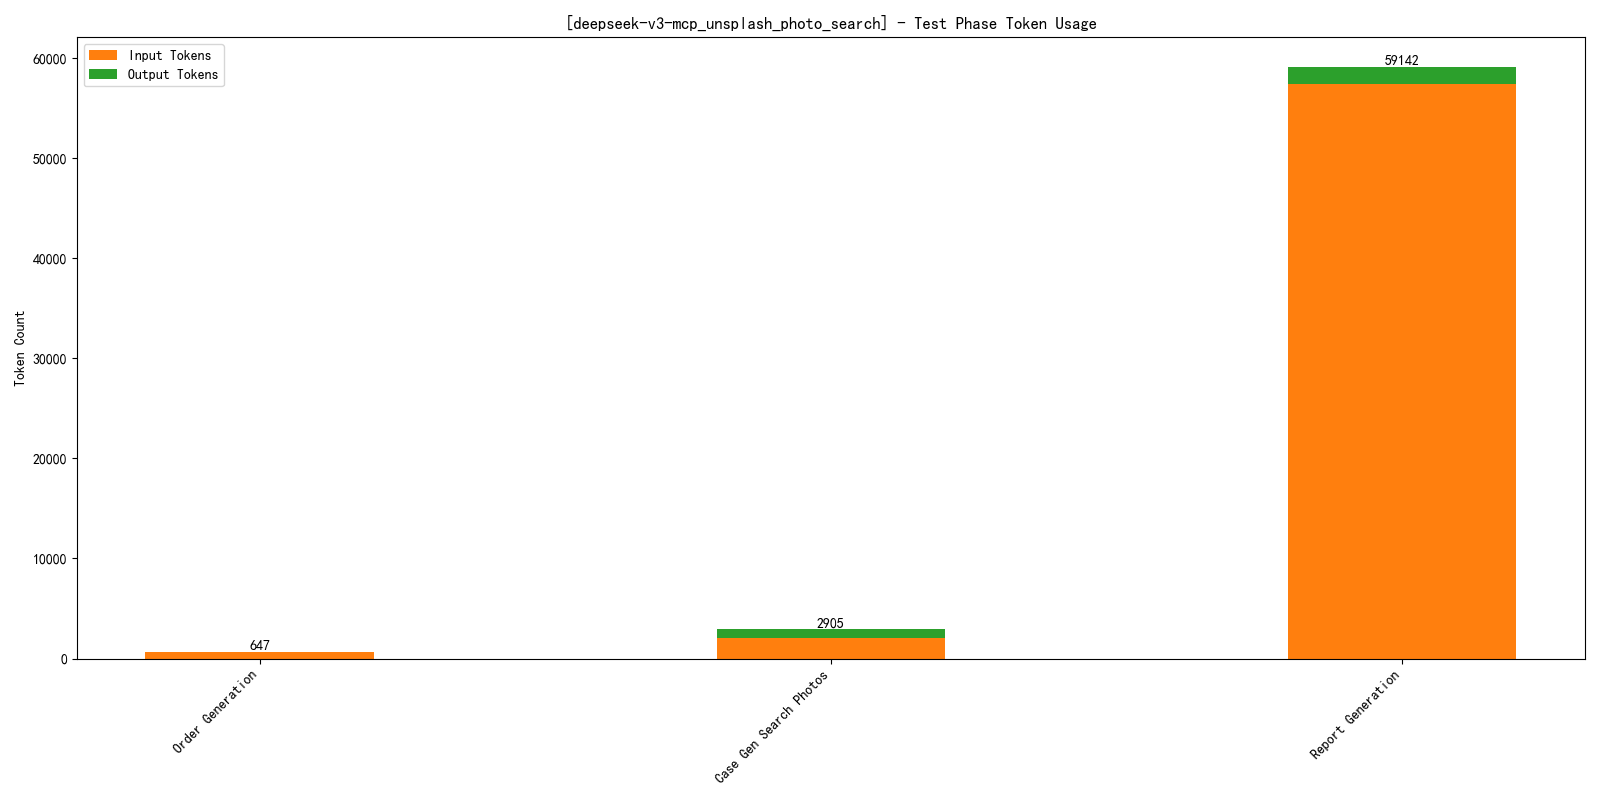 [deepseek-v3-mcp_unsplash_photo_search] - Test Phase Token Usage
Input Tokens
Output Tokens
Token Count
60000
50000
40000
30000
20000
10000
0
647
2905
59142
Order Generation
Case Gen Search Photos
Report Generation